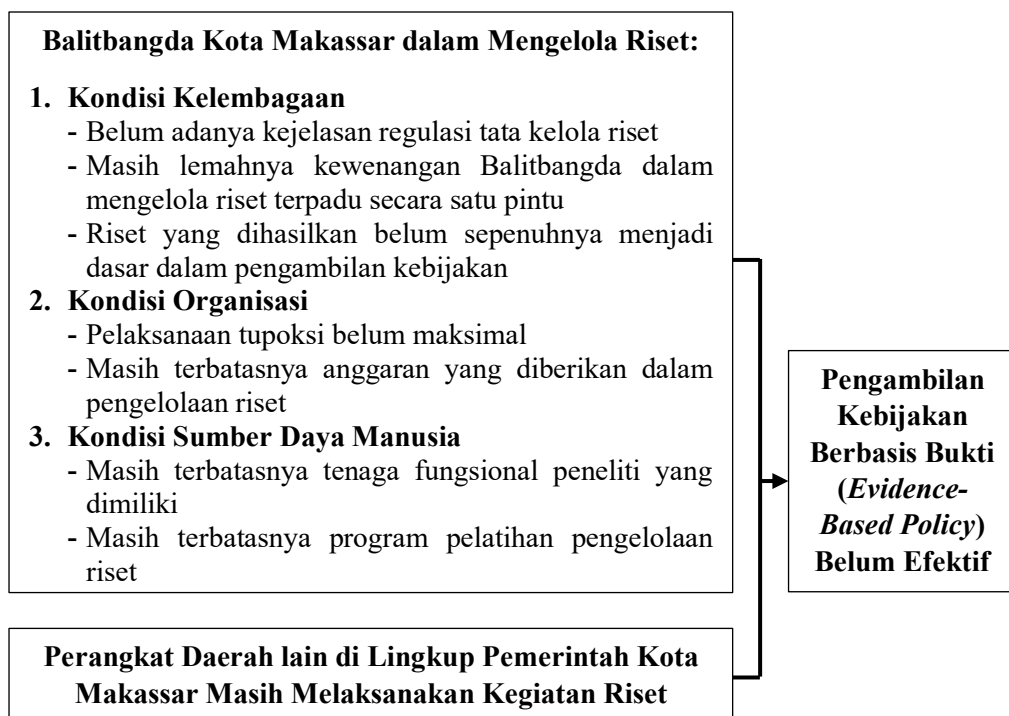 Balitbangda Kota Makassar dalam Mengelola Riset:
1. Kondisi Kelembagaan
- Belum adanya kejelasan regulasi tata kelola riset
- Masih lemahnya kewenangan Balitbangda dalam
mengelola riset terpadu secara satu pintu
- Riset yang dihasilkan belum sepenuhnya menjadi
dasar dalam pengambilan kebijakan
2. Kondisi Organisasi
- Pelaksanaan tupoksi belum maksimal
- Masih terbatasnya anggaran yang diberikan dalam
pengelolaan riset
3. Kondisi Sumber Daya Manusia
- Masih terbatasnya tenaga fungsional peneliti yang
dimiliki
- Masih terbatasnya program pelatihan pengelolaan
riset
Perangkat Daerah lain di Lingkup Pemerintah Kota
Makassar Masih Melaksanakan Kegiatan Riset
Pengambilan
Kebijakan
Berbasis Bukti
(Evidence-
Based Policy)
Belum Efektif